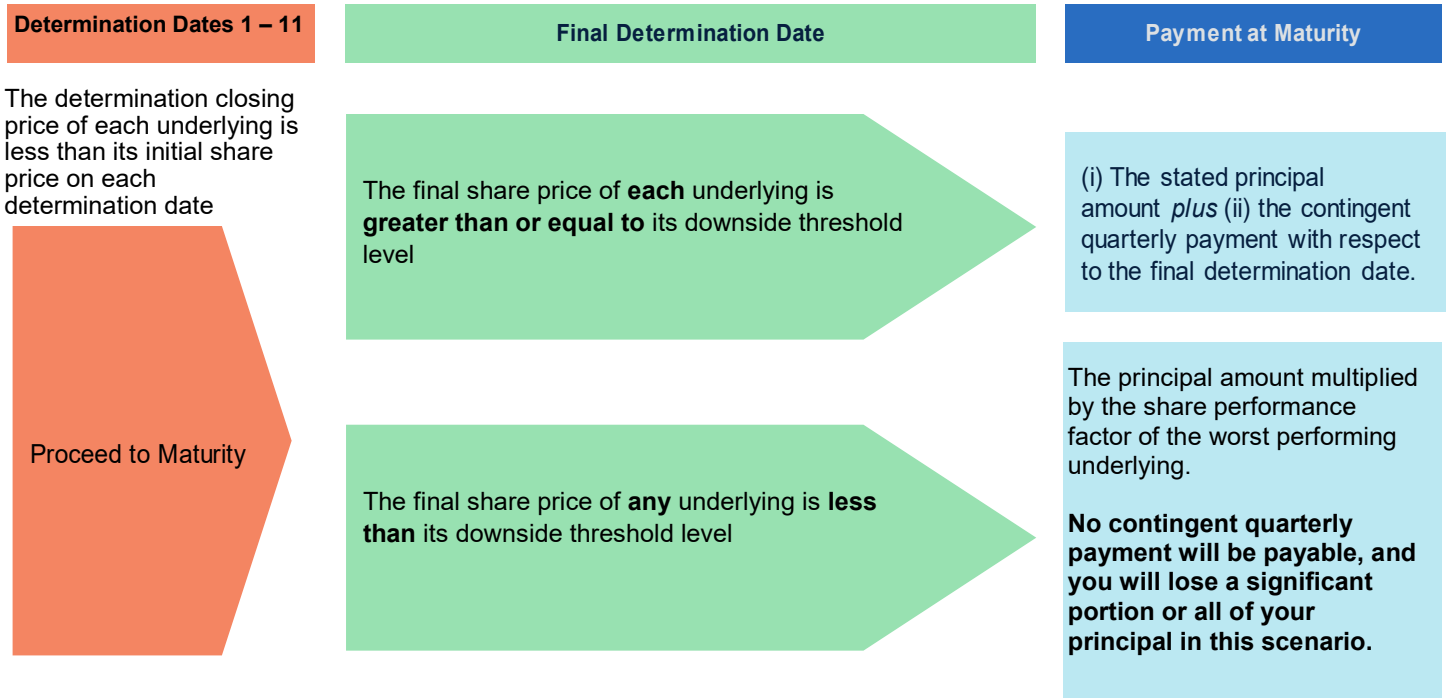 Determination Dates 1 – 11
Final Determination Date
Payment at Maturity
The determination closing
price of each underlying is
less than its initial share
price on each
determination date
Proceed to Maturity
The final share price of each underlying is
greater than or equal to its downside threshold
level
(i) The stated principal
amount plus (ii) the contingent
quarterly payment with respect
to the final determination date.
The final share price of any underlying is less
than its downside threshold level
The principal amount multiplied
by the share performance
factor of the worst performing
underlying.
No contingent quarterly
payment will be payable, and
you will lose a significant
portion or all of your
principal in this scenario.